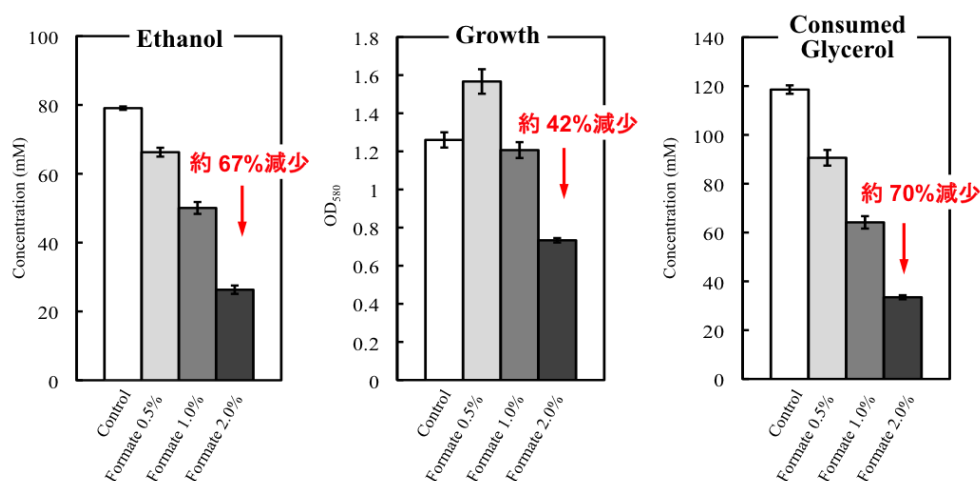 Ethanol
Concentration (mM)
100
80
60
40
20
0
約 67%減少
Control
Formate 0.5%
Formate 1.0%
Formate 2.0%
Growth
OD580
1.8
1.6
1.4
1.2
1
0.8
0.6
0.4
0.2
0
約 42%減少
Control
Formate 0.5%
Formate 1.0%
Formate 2.0%
Consumed
Glycerol
Concentration (mM)
140
120
100
80
60
40
20
0
約 70%減少
Control
Formate 0.5%
Formate 1.0%
Formate 2.0%